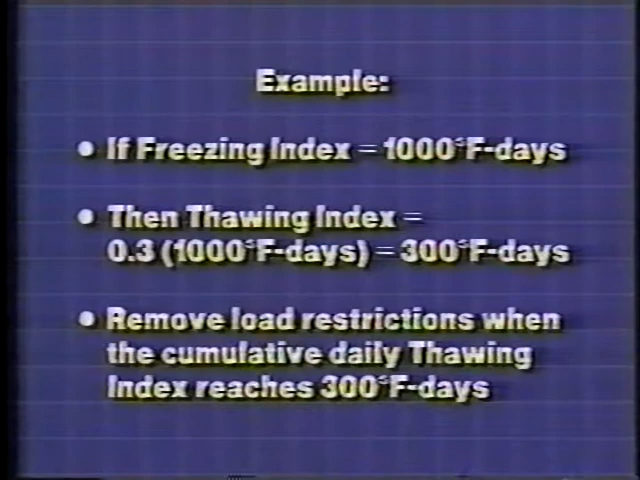 Example:
● If Freezing Index = 1000°F-days
● Then Thawing Index =
0.3 (1000°F-days) = 300°F-days
● Remove load restrictions when
the cumulative daily Thawing
Index reaches 300°F-days